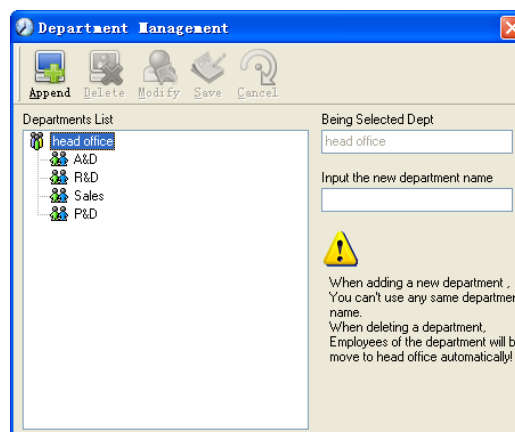 Department Management
Append Delete Modify Save Cancel
Departments List
head office
A&D
R&D
Sales
P&D
Being Selected Dept
head office
Input the new department name
When adding a new department ,
You can't use any same departmen
name.
When deleting a department,
Employees of the department will b
move to head office automatically!